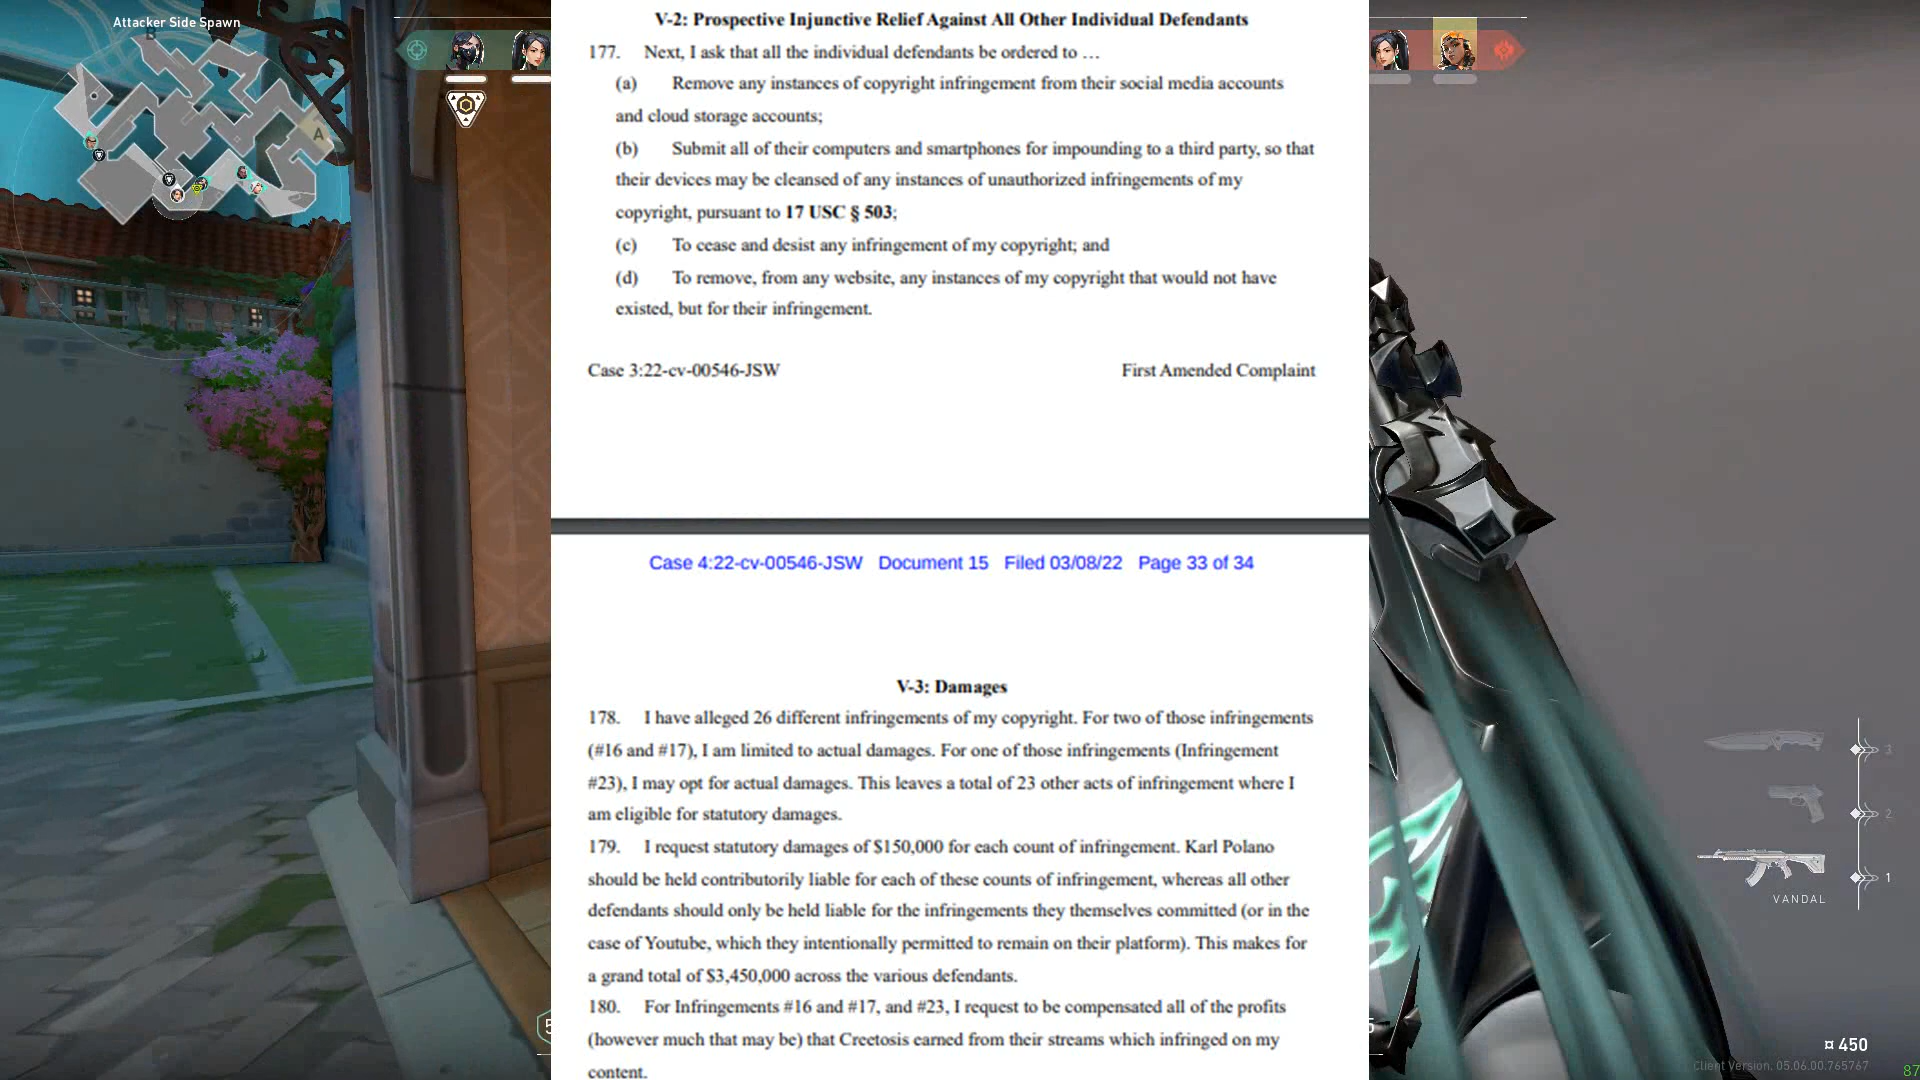 Attacker Side Spawn
B
A
V-2: Prospective Injunctive Relief Against All Other Individual Defendants
177. Next, I ask that all the individual defendants be ordered to …
(a) Remove any instances of copyright infringement from their social media accounts
and cloud storage accounts;
(b) Submit all of their computers and smartphones for impounding to a third party, so that
their devices may be cleansed of any instances of unauthorized infringements of my
copyright, pursuant to 17 USC § 503;
(c) To cease and desist any infringement of my copyright; and
(d) To remove, from any website, any instances of my copyright that would not have
existed, but for their infringement.
Case 3:22-cv-00546-JSW First Amended Complaint
Case 4:22-cv-00546-JSW Document 15 Filed 03/08/22 Page 33 of 34
V-3: Damages
178. I have alleged 26 different infringements of my copyright. For two of those infringements
(#16 and #17), I am limited to actual damages. For one of those infringements (Infringement
#23), I may opt for actual damages. This leaves a total of 23 other acts of infringement where I
am eligible for statutory damages.
179. I request statutory damages of $150,000 for each count of infringement. Karl Polano
should be held contributorily liable for each of these counts of infringement, whereas all other
defendants should only be held liable for the infringements they themselves committed (or in the
case of Youtube, which they intentionally permitted to remain on their platform). This makes for
a grand total of $3,450,000 across the various defendants.
180. For Infringements #16 and #17, and #23, I request to be compensated all of the profits
(however much that may be) that Creetosis earned from their streams which infringed on my
content.
3
2
1
VANDAL
¤ 450
Client Version. 05.06.00.765767
87